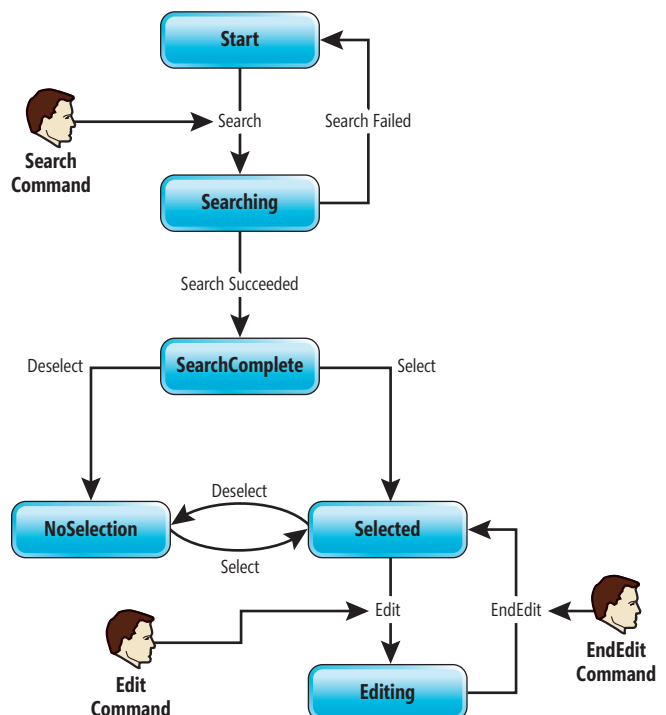 Start
Search
Search Failed
Search
Command
Searching
Search Succeeded
SearchComplete
Deselect
Select
Deselect
NoSelection
Selected
Select
Edit
EndEdit
Edit
Command
EndEdit
Command
Editing